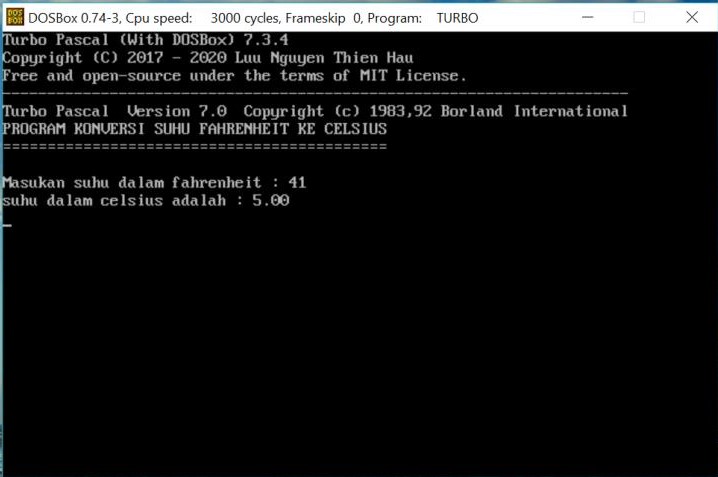 DOSBox 0.74-3, Cpu speed: 3000 cycles, Frameskip 0, Program: TURBO
Turbo Pascal (With DOSBox) 7.3.4
Copyright (C) 2017 - 2020 Luu Nguyen Thien Hau
Free and open-source under the terms of MIT License.
----------------------------------------------------------------------
Turbo Pascal Version 7.0 Copyright (c) 1983,92 Borland International
PROGRAM KONVERSI SUHU FAHRENHEIT KE CELSIUS
===========================================
Masukan suhu dalam fahrenheit : 41
suhu dalam celsius adalah : 5.00